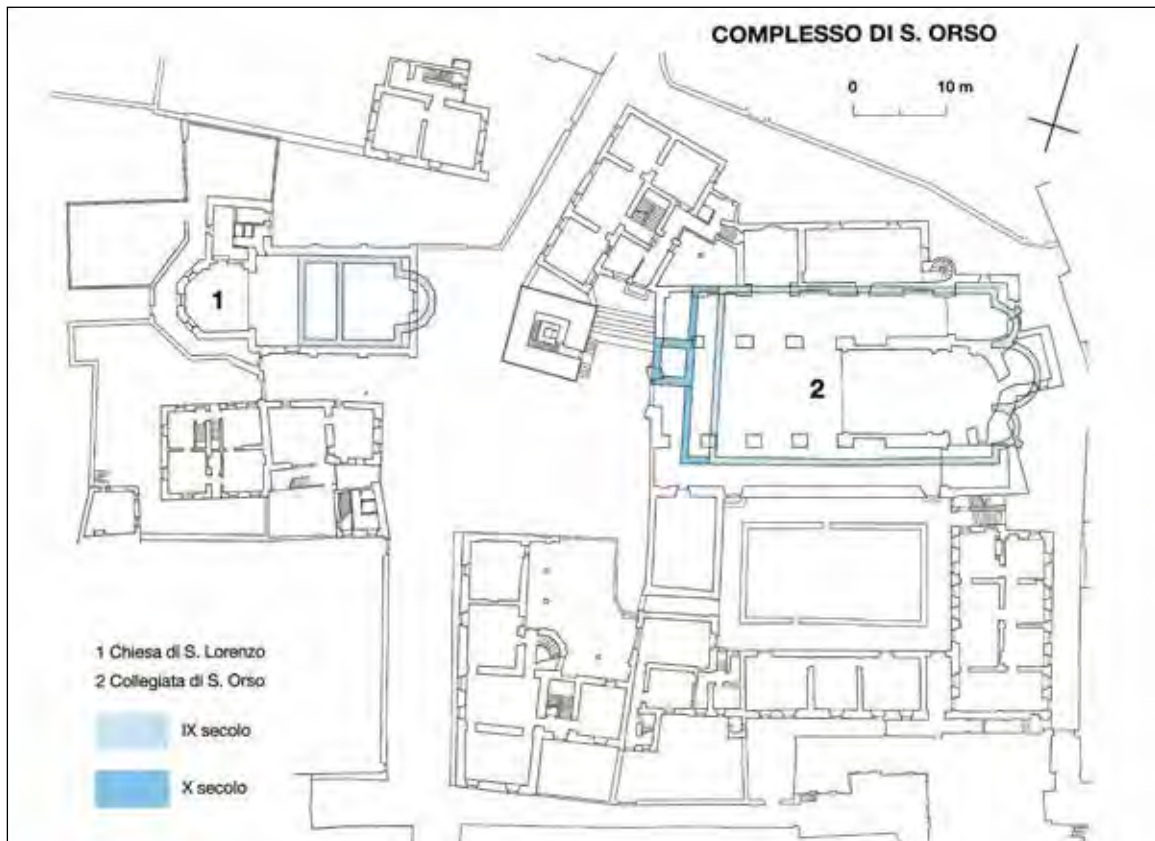 COMPLESSO DI S. ORSO
0 10 m
1
2
1 Chiesa di S. Lorenzo
2 Collegiata di S. Orso
IX secolo
X secolo